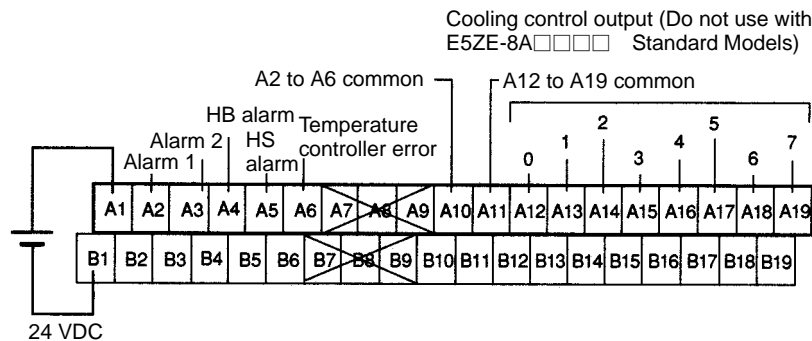 Cooling control output (Do not use with
E5ZE-8A□□□□ Standard Models)
A2 to A6 common
A12 to A19 common
HB alarm
Temperature
controller error
Alarm 2
HS
alarm
Alarm 1
0 1 2 3 4 5 6 7
A1 A2 A3 A4 A5 A6 A7 A8 A9 A10 A11 A12 A13 A14 A15 A16 A17 A18 A19
B1 B2 B3 B4 B5 B6 B7 B8 B9 B10 B11 B12 B13 B14 B15 B16 B17 B18 B19
24 VDC